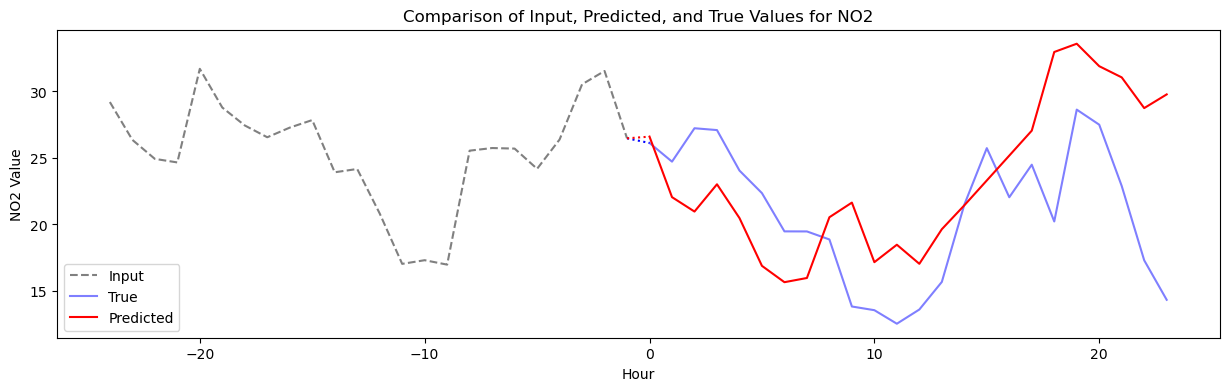 Comparison of Input, Predicted, and True Values for NO2
NO2 Value
30
25
20
15
Input
True
Predicted
−20
−10
0
10
20
Hour